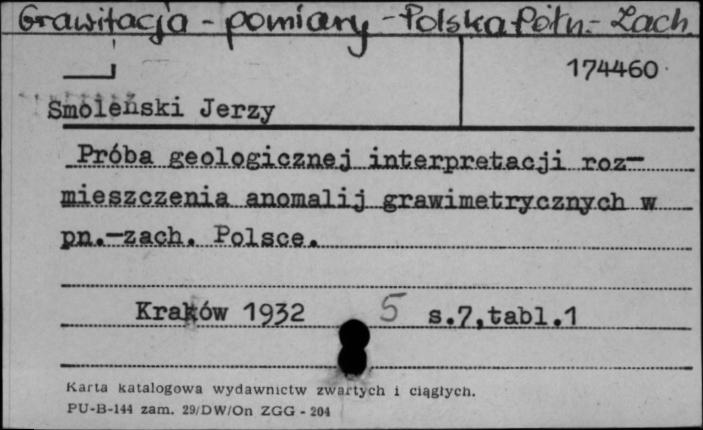 Grawitacja - pomiary - Polska Półn.- Zach.
174460
Smoleński Jerzy
Próba geologicznej interpretacji roz-
mieszczenia anomalij grawimetrycznych w
pn.-zach. Polsce.
Kraków 1932 5 s.7,tabl.1
Karta katalogowa wydawnictw zwartych i ciągłych.
PU-B-144 zam. 29/DW/On ZGG - 204